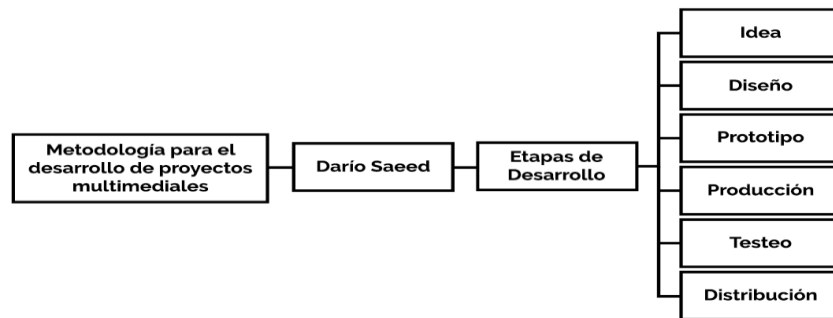 Metodología para el
desarrollo de proyectos
multimediales
Darío Saeed
Etapas de
Desarrollo
Idea
Diseño
Prototipo
Producción
Testeo
Distribución